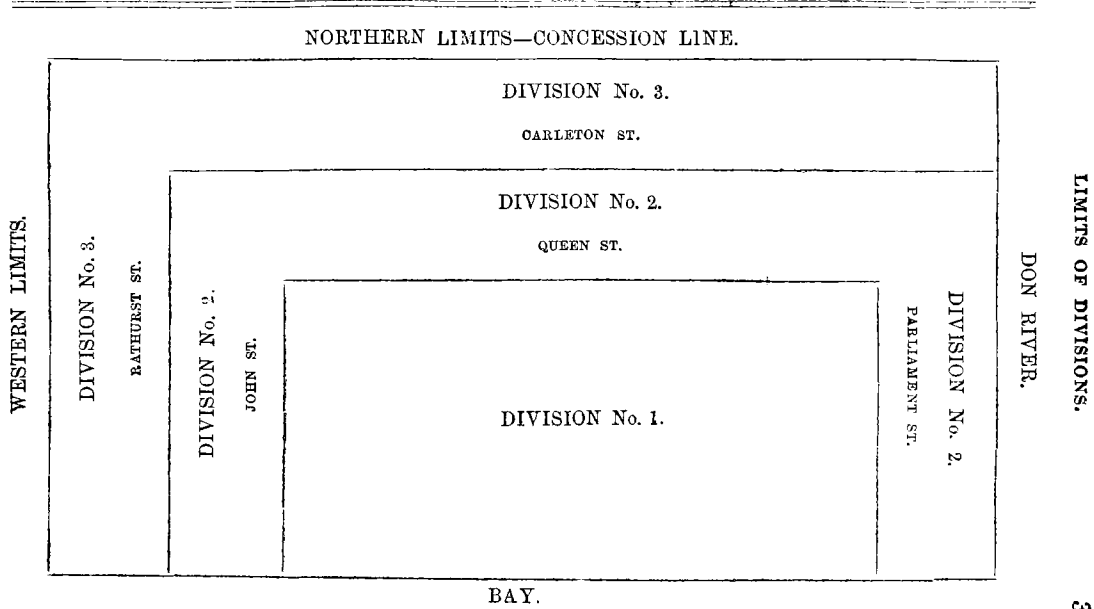 NORTHERN LIMITS—CONCESSION LINE.
DIVISION No. 3.
CARLETON ST.
DIVISION No. 2.
QUEEN ST.
WESTERN LIMITS.
DIVISION No. 3.
RATHURST ST.
DIVISION No. 2.
JOHN ST.
DIVISION No. 1.
PARLIAMENT ST.
DIVISION No. 2.
DON RIVER.
LIMITS OF DIVISIONS.
3
BAY.